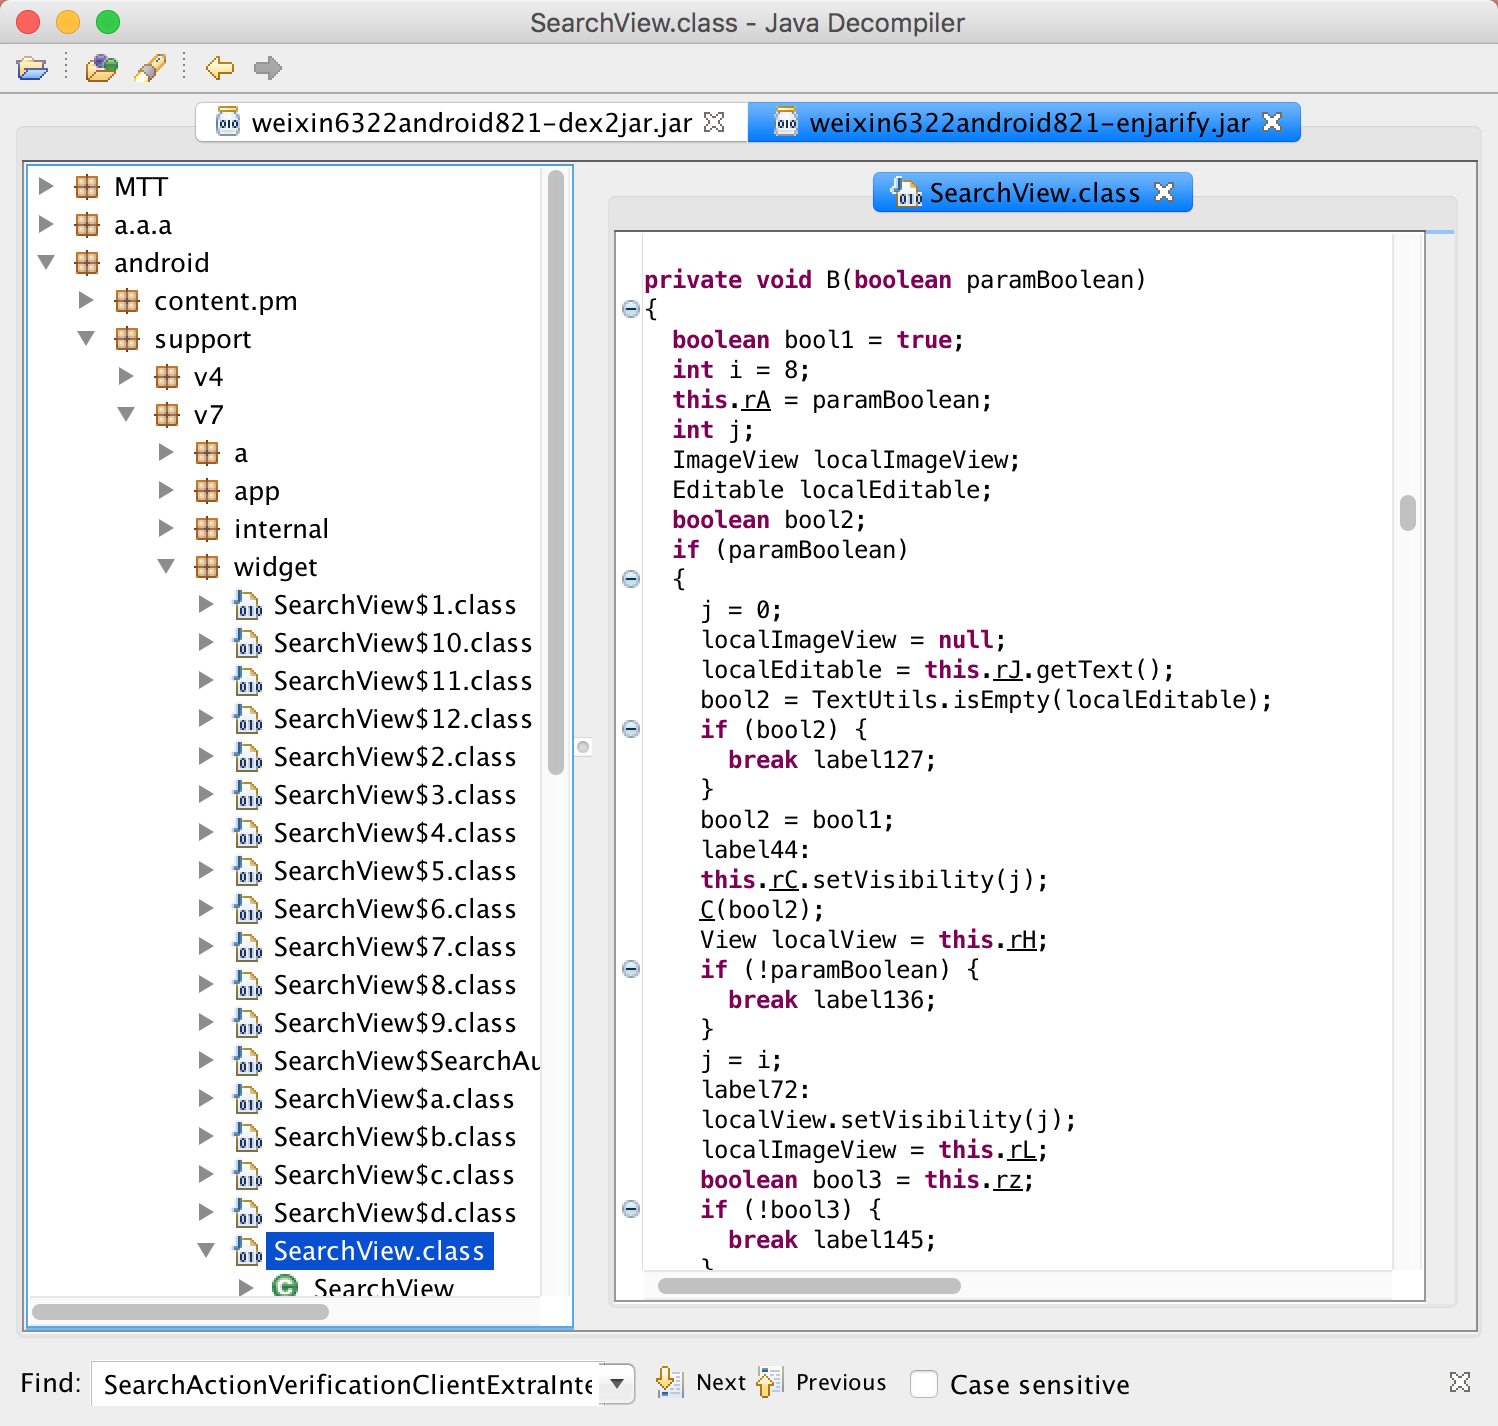 SearchView.class - Java Decompiler
weixin6322android821-dex2jar.jar
weixin6322android821-enjarify.jar
MTT
a.a.a
android
content.pm
support
v4
v7
a
app
internal
widget
SearchView$1.class
SearchView$10.class
SearchView$11.class
SearchView$12.class
SearchView$2.class
SearchView$3.class
SearchView$4.class
SearchView$5.class
SearchView$6.class
SearchView$7.class
SearchView$8.class
SearchView$9.class
SearchView$SearchAu
SearchView$a.class
SearchView$b.class
SearchView$c.class
SearchView$d.class
SearchView.class
SearchView
SearchView.class
private void B(boolean paramBoolean)
{
boolean bool1 = true;
int i = 8;
this.rA = paramBoolean;
int j;
ImageView localImageView;
Editable localEditable;
boolean bool2;
if (paramBoolean)
{
j = 0;
localImageView = null;
localEditable = this.rJ.getText();
bool2 = TextUtils.isEmpty(localEditable);
if (bool2) {
break label127;
}
bool2 = bool1;
label44:
this.rC.setVisibility(j);
C(bool2);
View localView = this.rH;
if (!paramBoolean) {
break label136;
}
j = i;
label72:
localView.setVisibility(j);
localImageView = this.rL;
boolean bool3 = this.rz;
if (!bool3) {
break label145;
}
Find: SearchActionVerificationClientExtraInte Next Previous Case sensitive